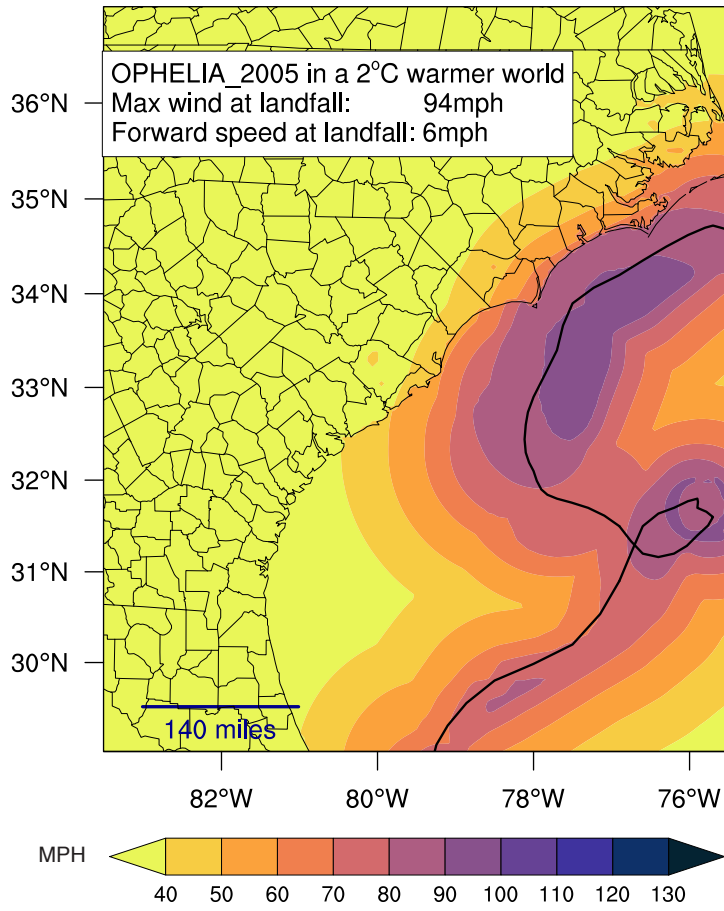 OPHELIA_2005 in a 2°C warmer world
Max wind at landfall: 94mph
Forward speed at landfall: 6mph
36°N
35°N
34°N
33°N
32°N
31°N
30°N
140 miles
82°W 80°W 78°W 76°W
MPH
40 50 60 70 80 90 100 110 120 130